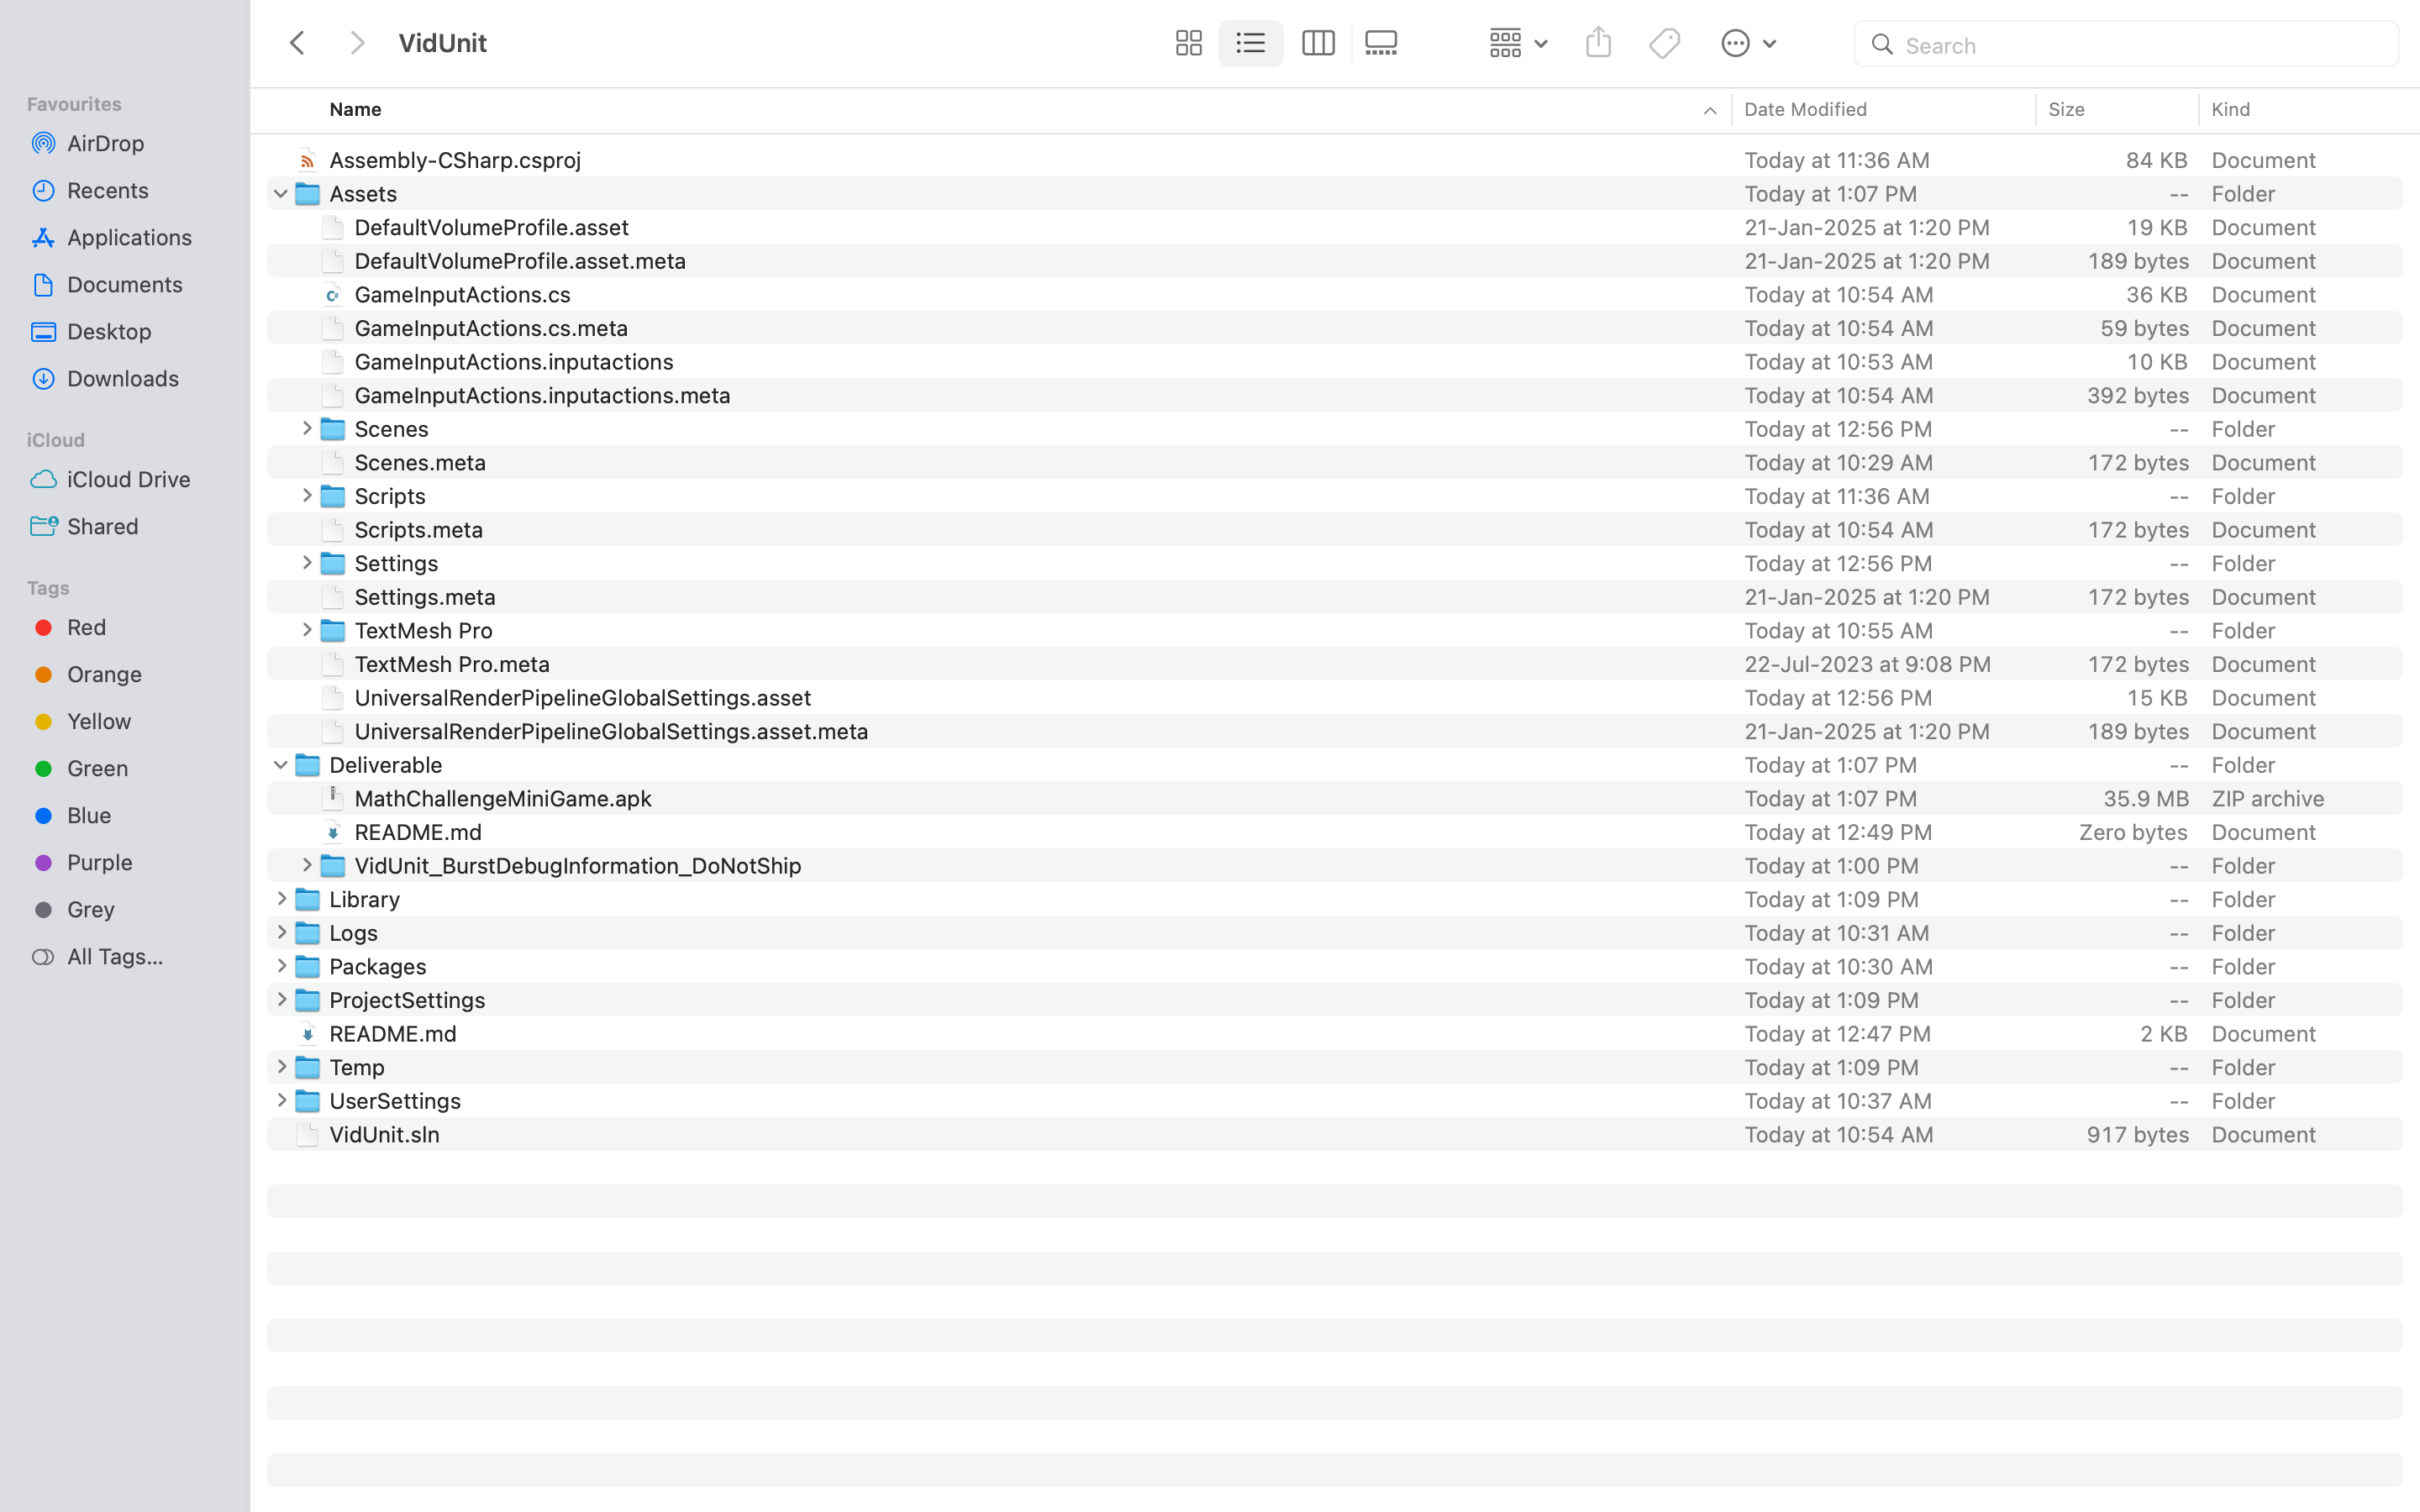 VidUnit
Search
Favourites
AirDrop
Recents
Applications
Documents
Desktop
Downloads
iCloud
iCloud Drive
Shared
Tags
Red
Orange
Yellow
Green
Blue
Purple
Grey
All Tags...
Name Date Modified Size Kind
Assembly-CSharp.csproj Today at 11:36 AM 84 KB Document
Assets Today at 1:07 PM -- Folder
DefaultVolumeProfile.asset 21-Jan-2025 at 1:20 PM 19 KB Document
DefaultVolumeProfile.asset.meta 21-Jan-2025 at 1:20 PM 189 bytes Document
GameInputActions.cs Today at 10:54 AM 36 KB Document
GameInputActions.cs.meta Today at 10:54 AM 59 bytes Document
GameInputActions.inputactions Today at 10:53 AM 10 KB Document
GameInputActions.inputactions.meta Today at 10:54 AM 392 bytes Document
Scenes Today at 12:56 PM -- Folder
Scenes.meta Today at 10:29 AM 172 bytes Document
Scripts Today at 11:36 AM -- Folder
Scripts.meta Today at 10:54 AM 172 bytes Document
Settings Today at 12:56 PM -- Folder
Settings.meta 21-Jan-2025 at 1:20 PM 172 bytes Document
TextMesh Pro Today at 10:55 AM -- Folder
TextMesh Pro.meta 22-Jul-2023 at 9:08 PM 172 bytes Document
UniversalRenderPipelineGlobalSettings.asset Today at 12:56 PM 15 KB Document
UniversalRenderPipelineGlobalSettings.asset.meta 21-Jan-2025 at 1:20 PM 189 bytes Document
Deliverable Today at 1:07 PM -- Folder
MathChallengeMiniGame.apk Today at 1:07 PM 35.9 MB ZIP archive
README.md Today at 12:49 PM Zero bytes Document
VidUnit_BurstDebugInformation_DoNotShip Today at 1:00 PM -- Folder
Library Today at 1:09 PM -- Folder
Logs Today at 10:31 AM -- Folder
Packages Today at 10:30 AM -- Folder
ProjectSettings Today at 1:09 PM -- Folder
README.md Today at 12:47 PM 2 KB Document
Temp Today at 1:09 PM -- Folder
UserSettings Today at 10:37 AM -- Folder
VidUnit.sln Today at 10:54 AM 917 bytes Document